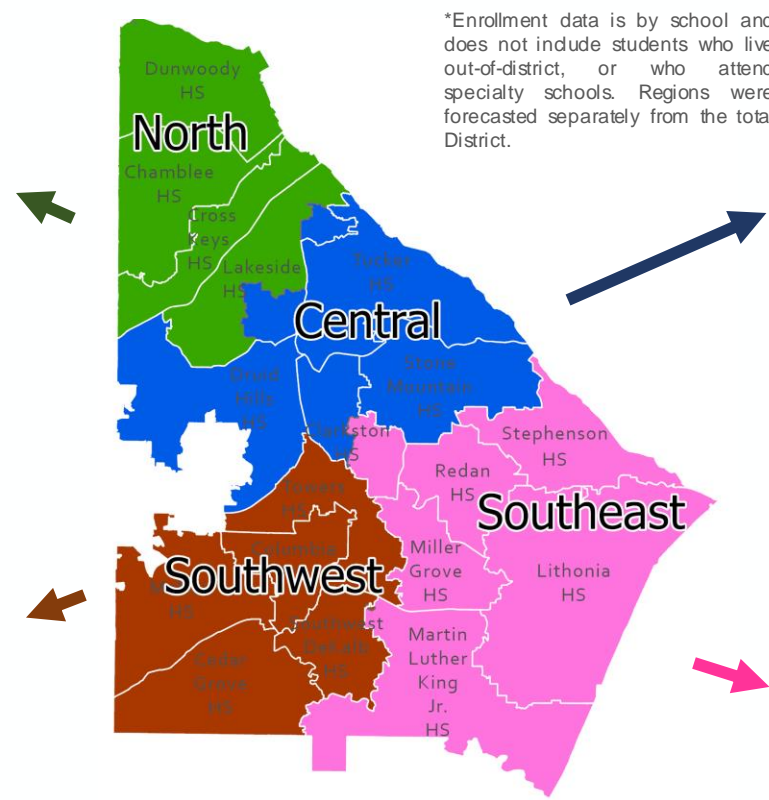 *Enrollment data is by school and
does not include students who live
out-of-district, or who attend
specialty schools. Regions were
forecasted separately from the total
District.
Dunwoody
HS
North
Chamblee
HS
Cross
Keys
HS
Lakeside
HS
Tucker
HS
Central
Druid
Hills
HS
Stone
Mountain
HS
Clarkston
HS
Stephenson
HS
Redan
HS
Towers
HS
Southeast
Columbia
Miller
Grove
HS
Lithonia
HS
Southwest
HS
Southwest
DeKalb
HS
Martin
Luther
King
Jr.
HS
Cedar
Grove
HS